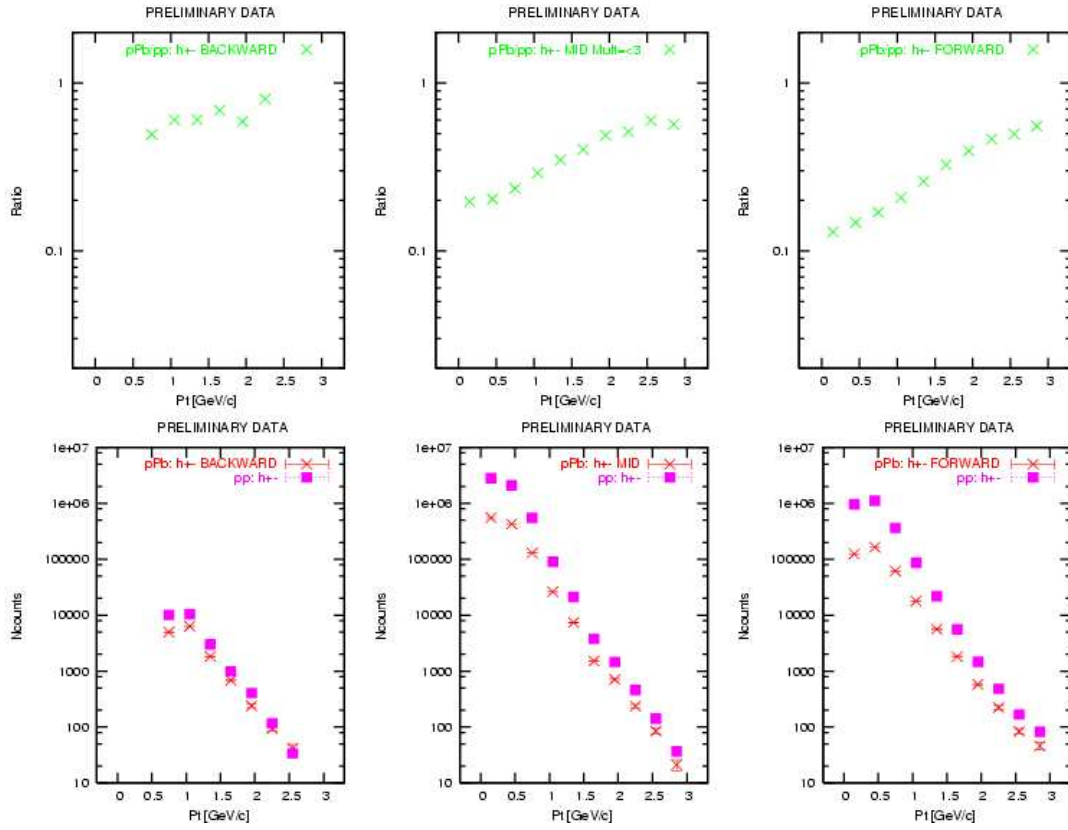 PRELIMINARY DATA
pPb/pp: h+- BACKWARD
1
0.1
Ratio
0 0.5 1 1.5 2 2.5 3
Pt [GeV/c]
PRELIMINARY DATA
pPb/pp: h+- MID Mult=<3
1
0.1
Ratio
0 0.5 1 1.5 2 2.5 3
Pt [GeV/c]
PRELIMINARY DATA
pPb/pp: h+- FORWARD
1
0.1
Ratio
0 0.5 1 1.5 2 2.5 3
Pt [GeV/c]
PRELIMINARY DATA
pPb: h+- BACKWARD
pp: h+-
1e+07
1e+06
100000
10000
1000
100
10
Ncounts
0 0.5 1 1.5 2 2.5 3
Pt [GeV/c]
PRELIMINARY DATA
pPb: h+- MID
pp: h+-
1e+07
1e+06
100000
10000
1000
100
10
Ncounts
0 0.5 1 1.5 2 2.5 3
Pt [GeV/c]
PRELIMINARY DATA
pPb: h+- FORWARD
pp: h+-
1e+07
1e+06
100000
10000
1000
100
10
Ncounts
0 0.5 1 1.5 2 2.5 3
Pt [GeV/c]